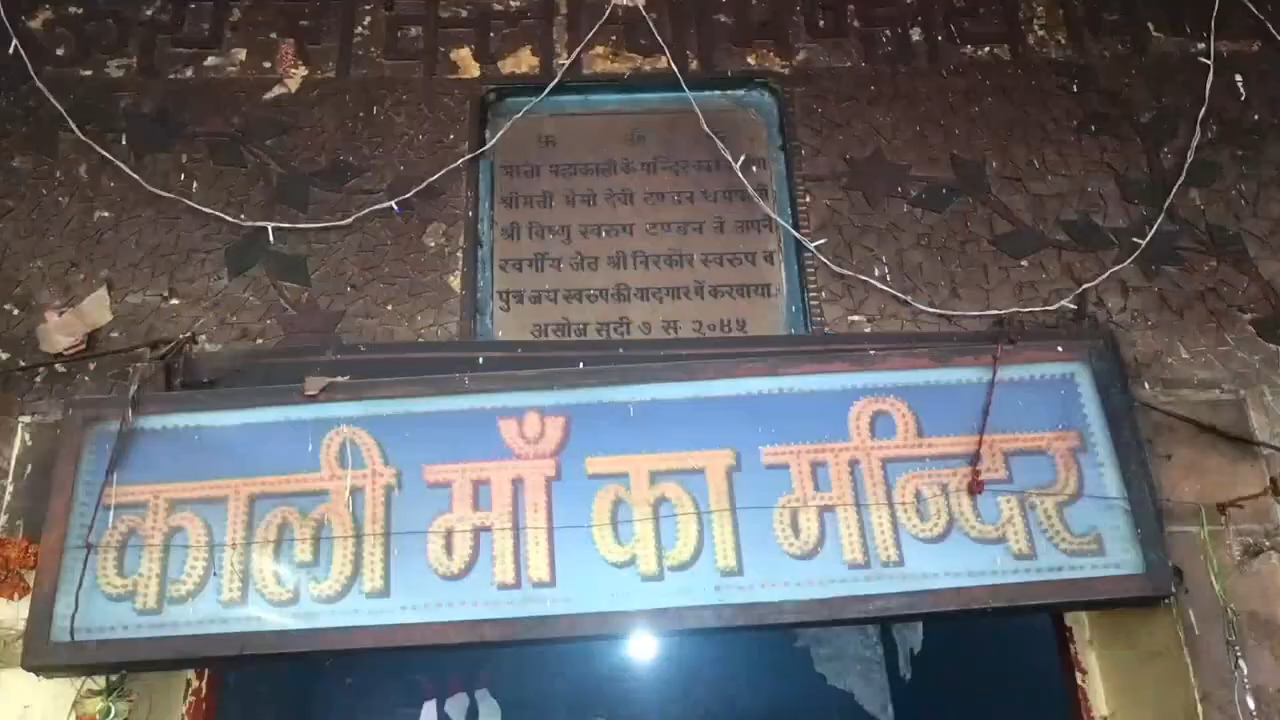 माता महाकाली के मन्दिर का
श्रीमती प्रेमो देवी टण्डन धर्मपत्नी
श्री विष्णु स्वरुप टण्डन ने अपने
स्वर्गीय जेठ श्री निरकोर स्वरुप व
पुत्र जय स्वरुप की यादगार में करवाया.
असोज सूदी ७ स. २०४५
काली माँ का मन्दिर